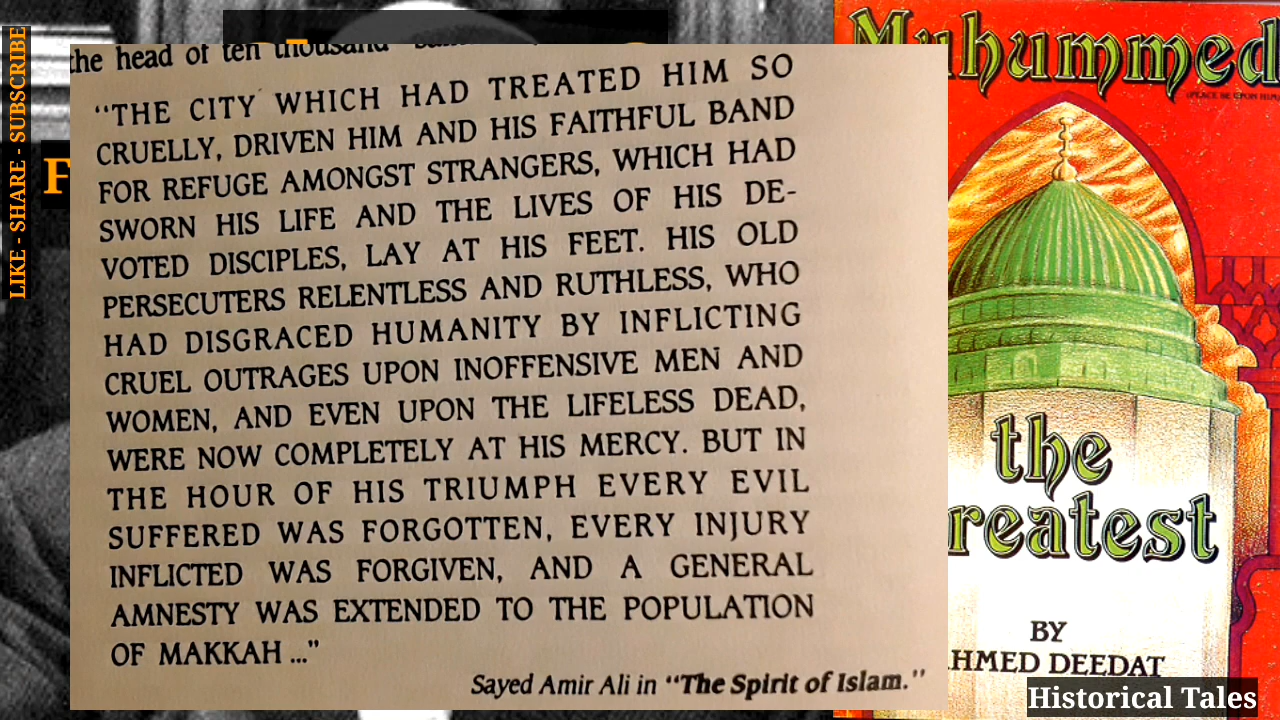 LIKE - SHARE - SUBSCRIBE
F
the head of ten thousand
“THE CITY WHICH HAD TREATED HIM SO
CRUELLY, DRIVEN HIM AND HIS FAITHFUL BAND
FOR REFUGE AMONGST STRANGERS, WHICH HAD
SWORN HIS LIFE AND THE LIVES OF HIS DE-
VOTED DISCIPLES, LAY AT HIS FEET. HIS OLD
PERSECUTERS RELENTLESS AND RUTHLESS, WHO
HAD DISGRACED HUMANITY BY INFLICTING
CRUEL OUTRAGES UPON INOFFENSIVE MEN AND
WOMEN, AND EVEN UPON THE LIFELESS DEAD,
WERE NOW COMPLETELY AT HIS MERCY. BUT IN
THE HOUR OF HIS TRIUMPH EVERY EVIL
SUFFERED WAS FORGOTTEN, EVERY INJURY
INFLICTED WAS FORGIVEN, AND A GENERAL
AMNESTY WAS EXTENDED TO THE POPULATION
OF MAKKAH ...”
Sayed Amir Ali in “The Spirit of Islam.”
Muhummed
(PEACE BE UPON HIM)
the
reatest
BY
HMED DEEDAT
Historical Tales